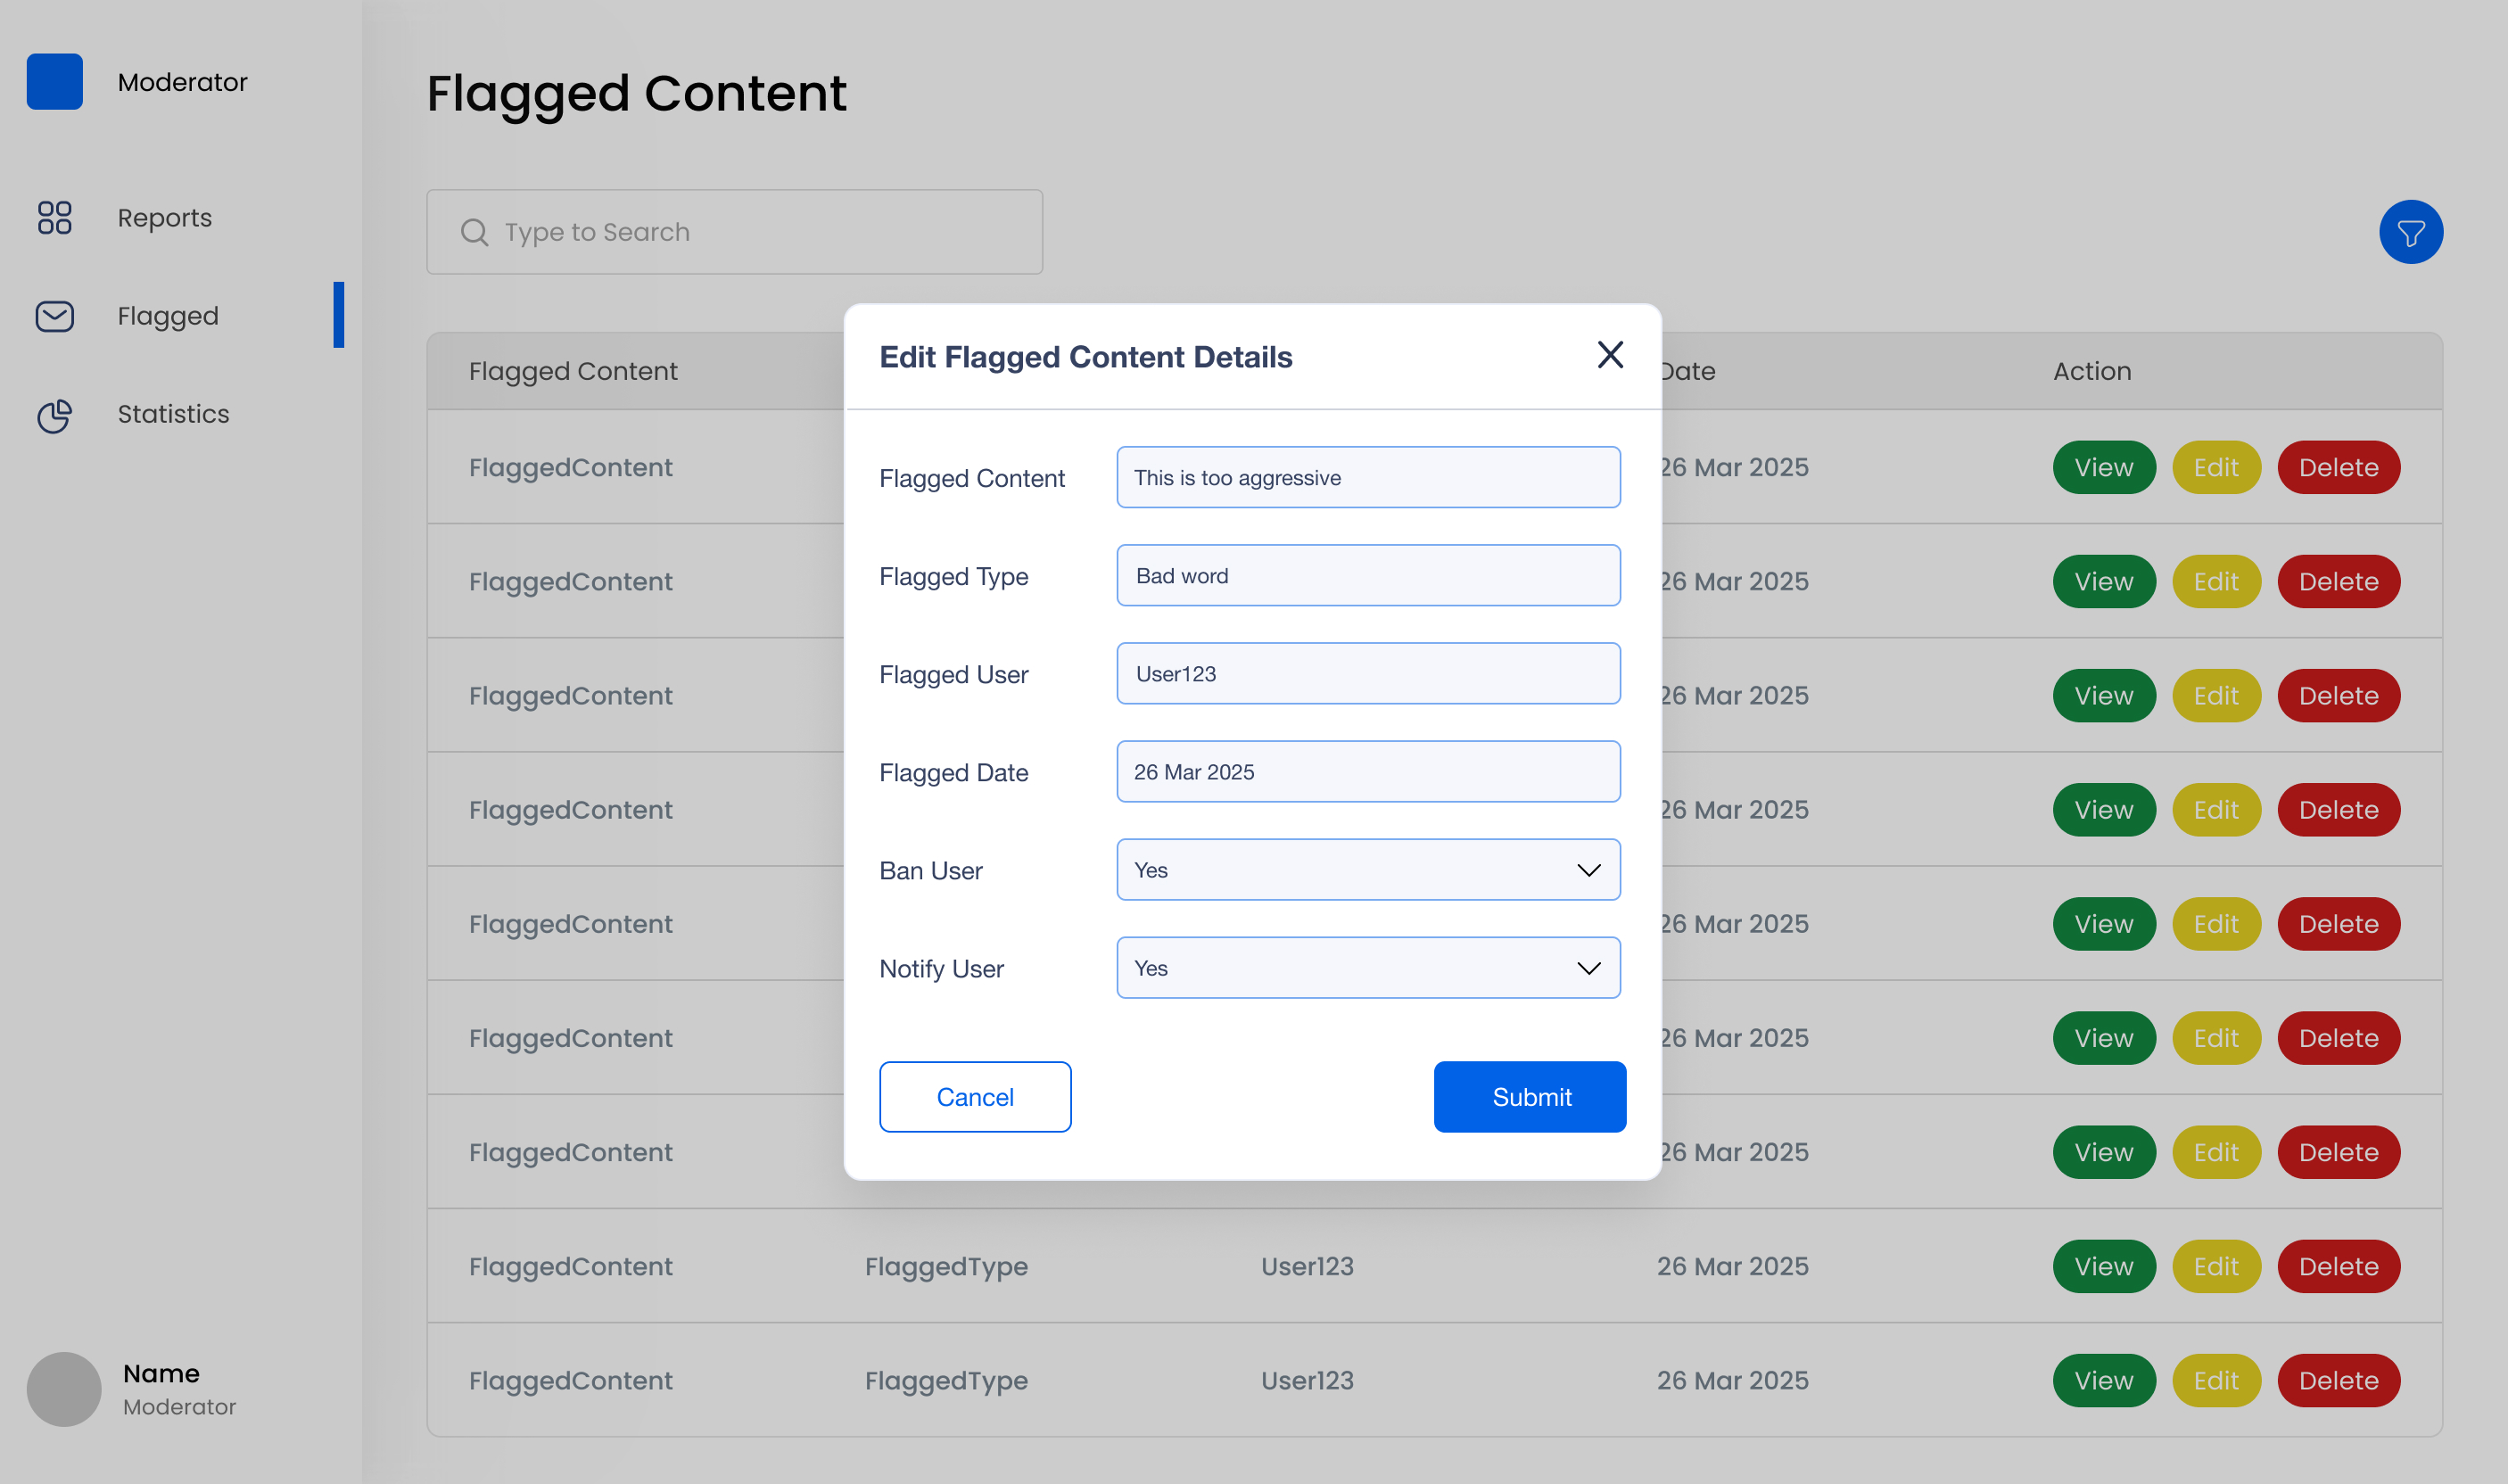 Moderator
Reports
Flagged
Statistics
Name
Moderator
Flagged Content
Type to Search
Flagged Content Date Action
FlaggedContent 26 Mar 2025 View Edit Delete
FlaggedContent 26 Mar 2025 View Edit Delete
FlaggedContent 26 Mar 2025 View Edit Delete
FlaggedContent 26 Mar 2025 View Edit Delete
FlaggedContent 26 Mar 2025 View Edit Delete
FlaggedContent 26 Mar 2025 View Edit Delete
FlaggedContent 26 Mar 2025 View Edit Delete
FlaggedContent FlaggedType User123 26 Mar 2025 View Edit Delete
FlaggedContent FlaggedType User123 26 Mar 2025 View Edit Delete
Edit Flagged Content Details
Flagged Content This is too aggressive
Flagged Type Bad word
Flagged User User123
Flagged Date 26 Mar 2025
Ban User Yes
Notify User Yes
Cancel Submit